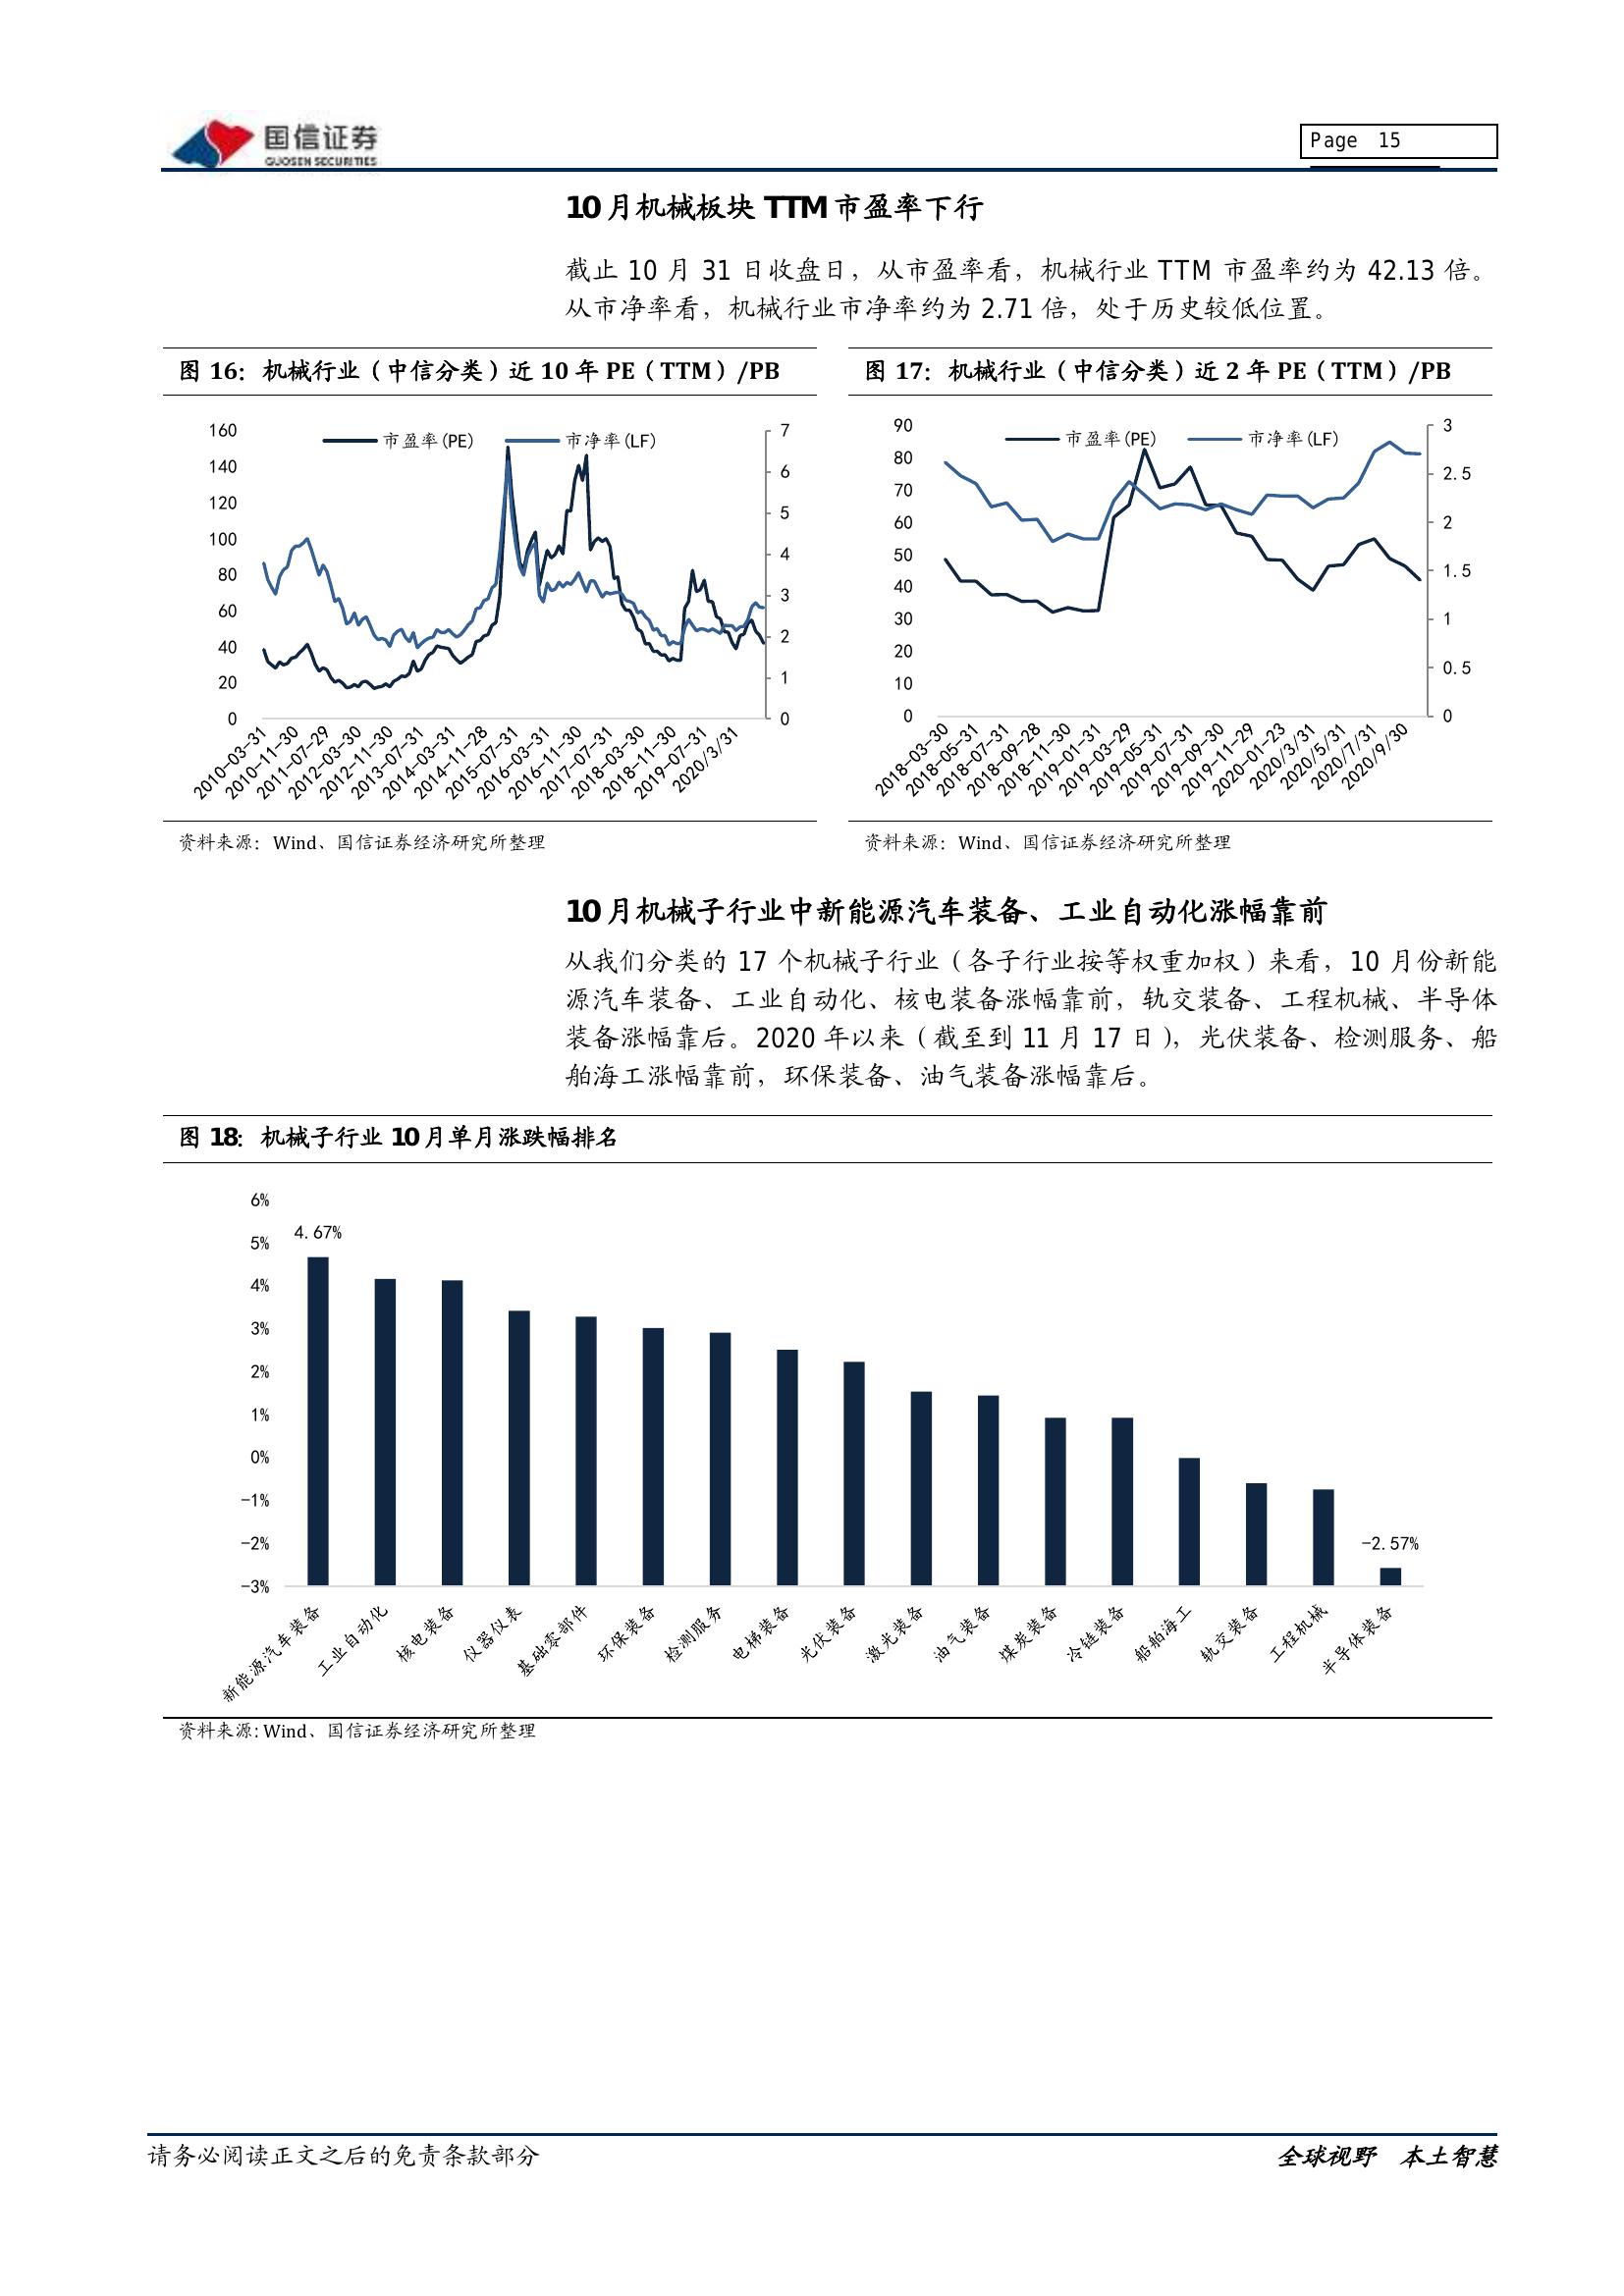 国信证券
GUOSEN SECURITIES
Page 15
10 月机械板块 TTM 市盈率下行
截止 10 月 31 日收盘日，从市盈率看，机械行业 TTM 市盈率约为 42.13 倍。
从市净率看，机械行业市净率约为 2.71 倍，处于历史较低位置。
图 16：机械行业（中信分类）近 10 年 PE（TTM）/PB
市盈率(PE)
市净率(LF)
160
140
120
100
80
60
40
20
0
7
6
5
4
3
2
1
0
2010-03-31
2010-11-30
2011-07-29
2012-03-30
2012-11-30
2013-07-31
2014-03-31
2014-11-28
2015-07-31
2016-03-31
2016-11-30
2017-07-31
2018-03-30
2018-11-30
2019-07-31
2020/3/31
资料来源：Wind、国信证券经济研究所整理
图 17：机械行业（中信分类）近 2 年 PE（TTM）/PB
市盈率(PE)
市净率(LF)
90
80
70
60
50
40
30
20
10
0
3
2.5
2
1.5
1
0.5
0
2018-03-30
2018-05-31
2018-07-31
2018-09-28
2018-11-30
2019-01-31
2019-03-29
2019-05-31
2019-07-31
2019-09-30
2019-11-29
2020-01-23
2020/3/31
2020/5/31
2020/7/31
2020/9/30
资料来源：Wind、国信证券经济研究所整理
10 月机械子行业中新能源汽车装备、工业自动化涨幅靠前
从我们分类的 17 个机械子行业（各子行业按等权重加权）来看，10 月份新能
源汽车装备、工业自动化、核电装备涨幅靠前，轨交装备、工程机械、半导体
装备涨幅靠后。2020 年以来（截至到 11 月 17 日），光伏装备、检测服务、船
舶海工涨幅靠前，环保装备、油气装备涨幅靠后。
图 18：机械子行业 10 月单月涨跌幅排名
6%
5%
4%
3%
2%
1%
0%
-1%
-2%
-3%
4.67%
-2.57%
新能源汽车装备
工业自动化
核电装备
仪器仪表
基础零部件
环保装备
检测服务
电梯装备
光伏装备
激光装备
油气装备
煤炭装备
冷链装备
船舶海工
轨交装备
工程机械
半导体装备
资料来源：Wind、国信证券经济研究所整理
请务必阅读正文之后的免责条款部分
全球视野 本土智慧